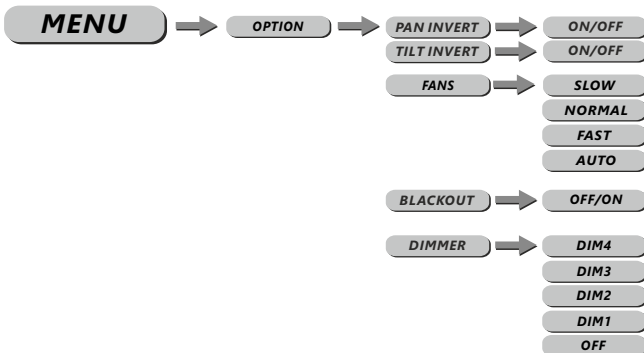 MENU OPTION PAN INVERT ON/OFF
TILT INVERT ON/OFF
FANS SLOW
NORMAL
FAST
AUTO
BLACKOUT OFF/ON
DIMMER DIM4
DIM3
DIM2
DIM1
OFF